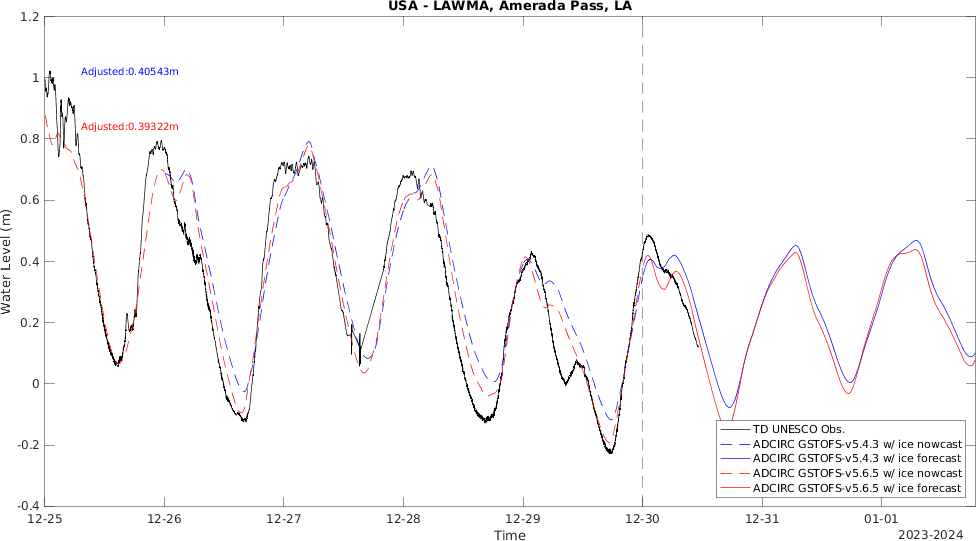 USA - LAWMA, Amerada Pass, LA
1.2
1
0.8
0.6
0.4
0.2
0
-0.2
-0.4
Water Level (m)
Adjusted:0.40543m
Adjusted:0.39322m
TD UNESCO Obs.
ADCIRC GSTOFS-v5.4.3 w/ ice nowcast
ADCIRC GSTOFS-v5.4.3 w/ ice forecast
ADCIRC GSTOFS-v5.6.5 w/ ice nowcast
ADCIRC GSTOFS-v5.6.5 w/ ice forecast
12-25 12-26 12-27 12-28 12-29 12-30 12-31 01-01
Time
2023-2024